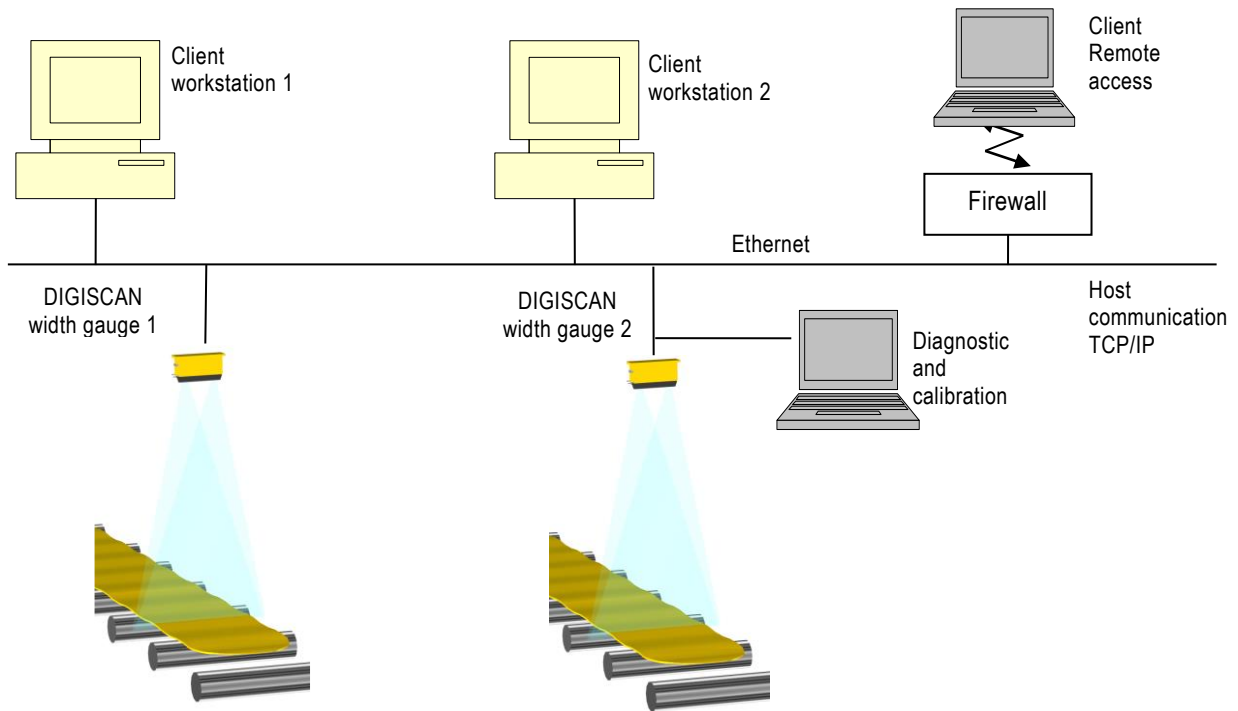 Client
workstation 1
Client
workstation 2
Client
Remote
access
Firewall
Ethernet
DIGISCAN
width gauge 1
DIGISCAN
width gauge 2
Host
communication
TCP/IP
Diagnostic
and
calibration